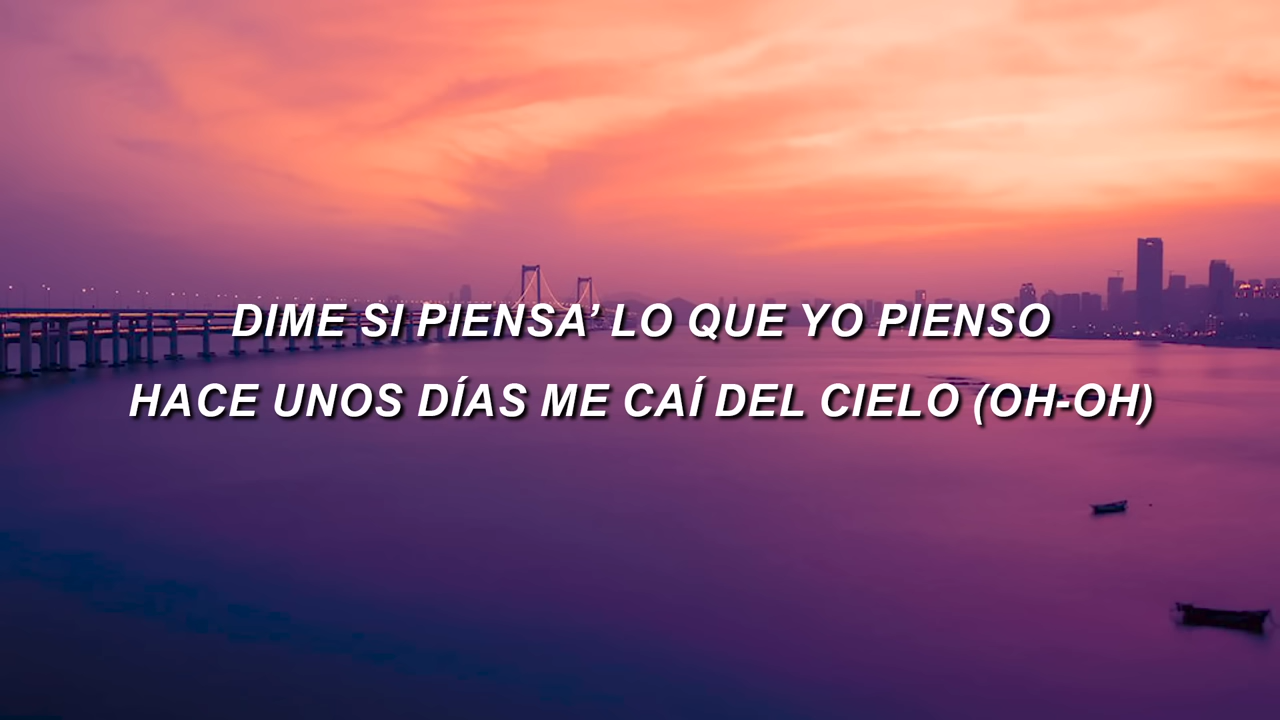 DIME SI PIENSA’ LO QUE YO PIENSO
HACE UNOS DÍAS ME CAÍ DEL CIELO (OH-OH)